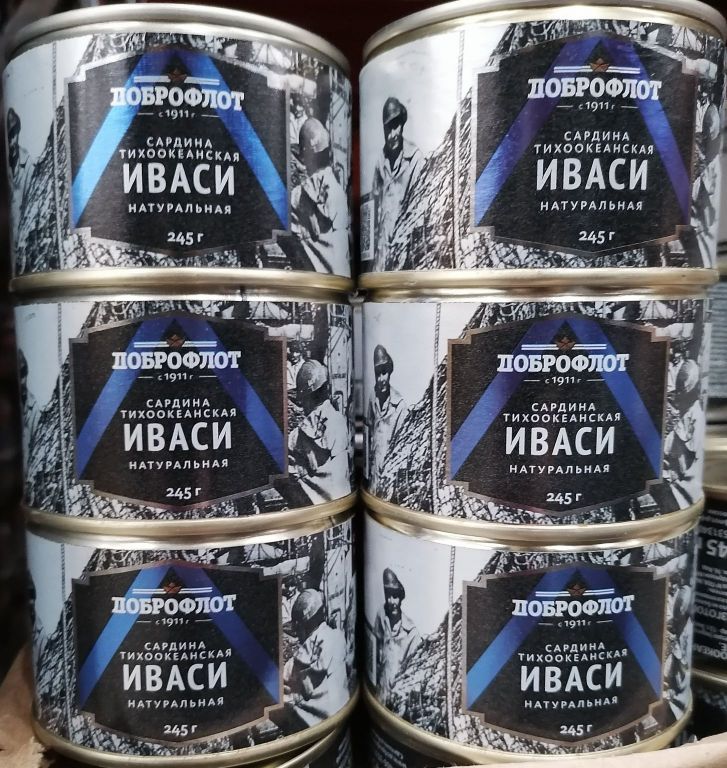 ДОБРОФЛОТ
с 1911 г
САРДИНА
ТИХООКЕАНСКАЯ
ИВАСИ
НАТУРАЛЬНАЯ
245 г
ДОБРОФЛОТ
с 1911 г
САРДИНА
ТИХООКЕАНСКАЯ
ИВАСИ
НАТУРАЛЬНАЯ
245 г
ДОБРОФЛОТ
с 1911 г
САРДИНА
ТИХООКЕАНСКАЯ
ИВАСИ
НАТУРАЛЬНАЯ
245 г
ДОБРОФЛОТ
с 1911 г
САРДИНА
ТИХООКЕАНСКАЯ
ИВАСИ
НАТУРАЛЬНАЯ
245 г
ДОБРОФЛОТ
с 1911 г
САРДИНА
ТИХООКЕАНСКАЯ
ИВАСИ
НАТУРАЛЬНАЯ
245 г
ДОБРОФЛОТ
с 1911 г
САРДИНА
ТИХООКЕАНСКАЯ
ИВАСИ
НАТУРАЛЬНАЯ
245 г